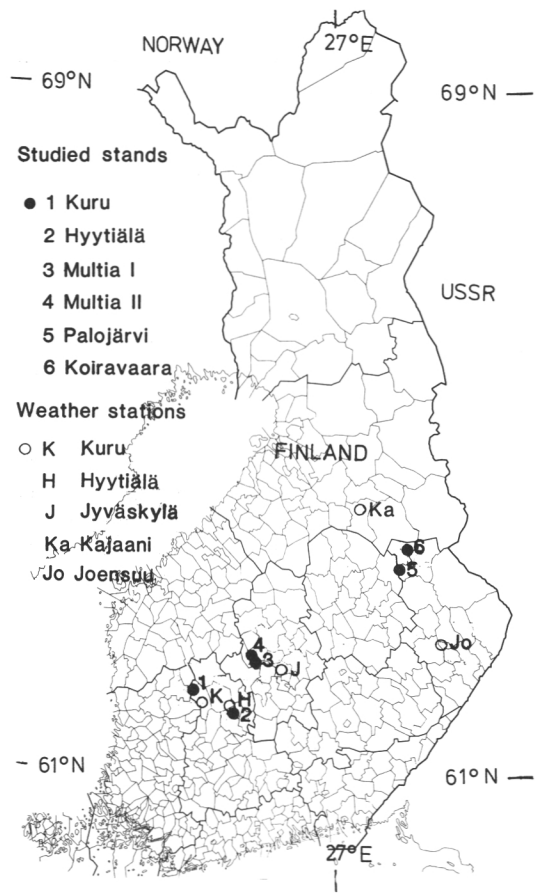 NORWAY
27°E
69°N
69°N
Studied stands
1 Kuru
2 Hyytiälä
3 Multia I
4 Multia II
5 Palojärvi
6 Koiravaara
USSR
Weather stations
K Kuru
H Hyytiälä
J Jyväskylä
Ka Kajaani
Jo Joensuu
FINLAND
Ka
6
5
Jo
4
3
J
1
K
H
2
61°N
61°N
27°E